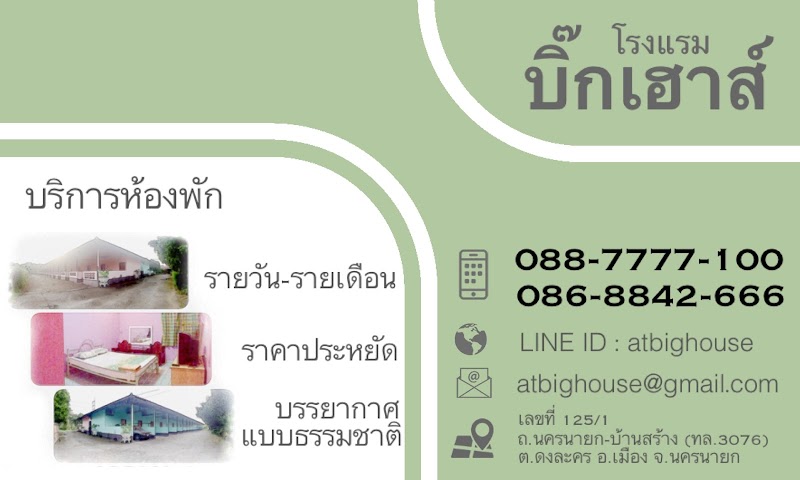 โรงแรม
บิ๊กเฮาส์
บริการห้องพัก
รายวัน-รายเดือน
ราคาประหยัด
บรรยากาศ
แบบธรรมชาติ
088-7777-100
086-8842-666
LINE ID : atbighouse
atbighouse@gmail.com
เลขที่ 125/1
ถ.นครนายก-บ้านสร้าง (ทล.3076)
ต.ดงละคร อ.เมือง จ.นครนายก